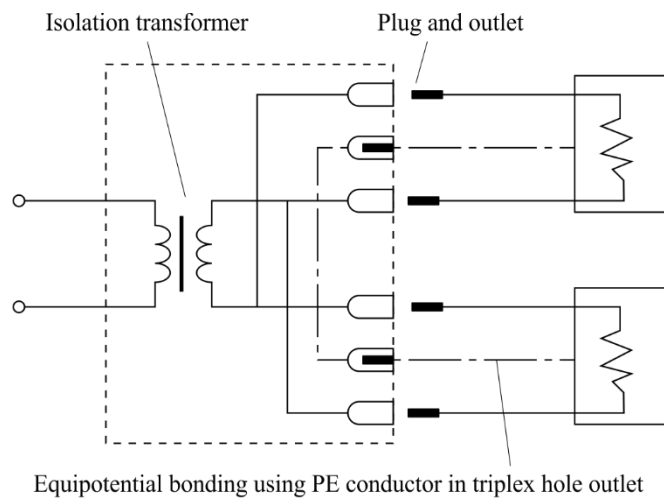 Isolation transformer
Plug and outlet
Equipotential bonding using PE conductor in triplex hole outlet